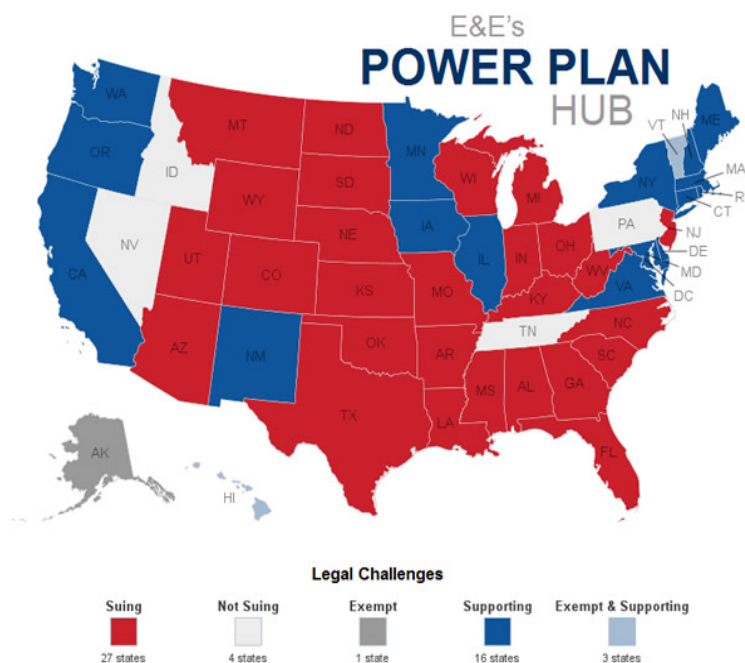 E&E's
POWER PLAN
HUB
WA
MT
ND
MN
VT
NH
ME
OR
ID
SD
WI
MI
NY
MA
R
CT
WY
IA
PA
NJ
NE
NV
UT
IL
IN
OH
DE
MD
CO
WV
VA
DC
CA
KS
MO
KY
TN
NC
AZ
NM
OK
AR
SC
MS
AL
GA
TX
LA
AK
FL
HI
Legal Challenges
Suing
Not Suing
Exempt
Supporting
Exempt & Supporting
27 states
4 states
1 state
16 states
3 states